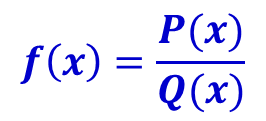 f(x) = P(x)/Q(x)